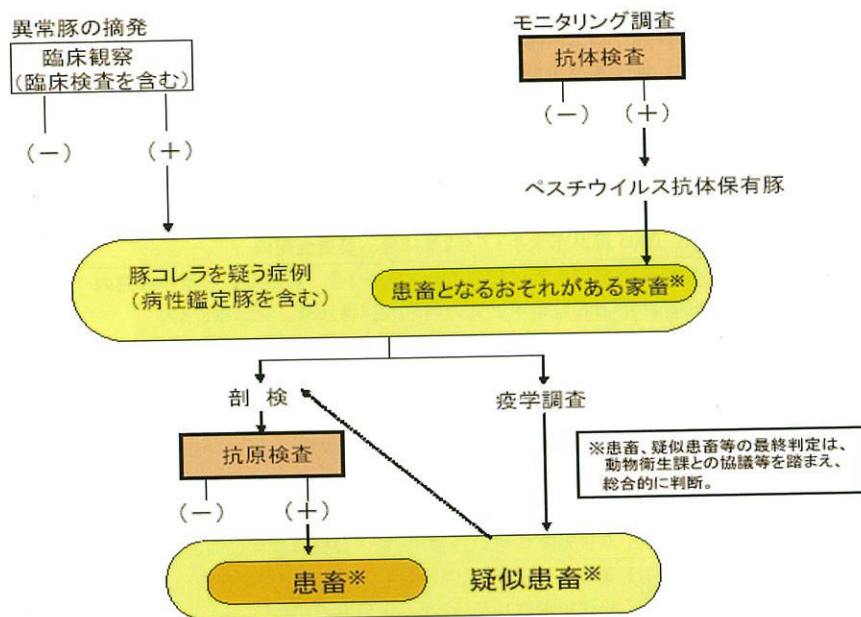 異常豚の摘発
臨床観察
(臨床検査を含む)
(－)
(＋)
モニタリング調査
抗体検査
(－)
(＋)
ペスチウイルス抗体保有豚
豚コレラを疑う症例
(病性鑑定豚を含む)
患畜となるおそれがある家畜※
剖 検
疫学調査
抗原検査
(－)
(＋)
※患畜、疑似患畜等の最終判定は、
動物衛生課との協議等を踏まえ、
総合的に判断。
患畜※
疑似患畜※